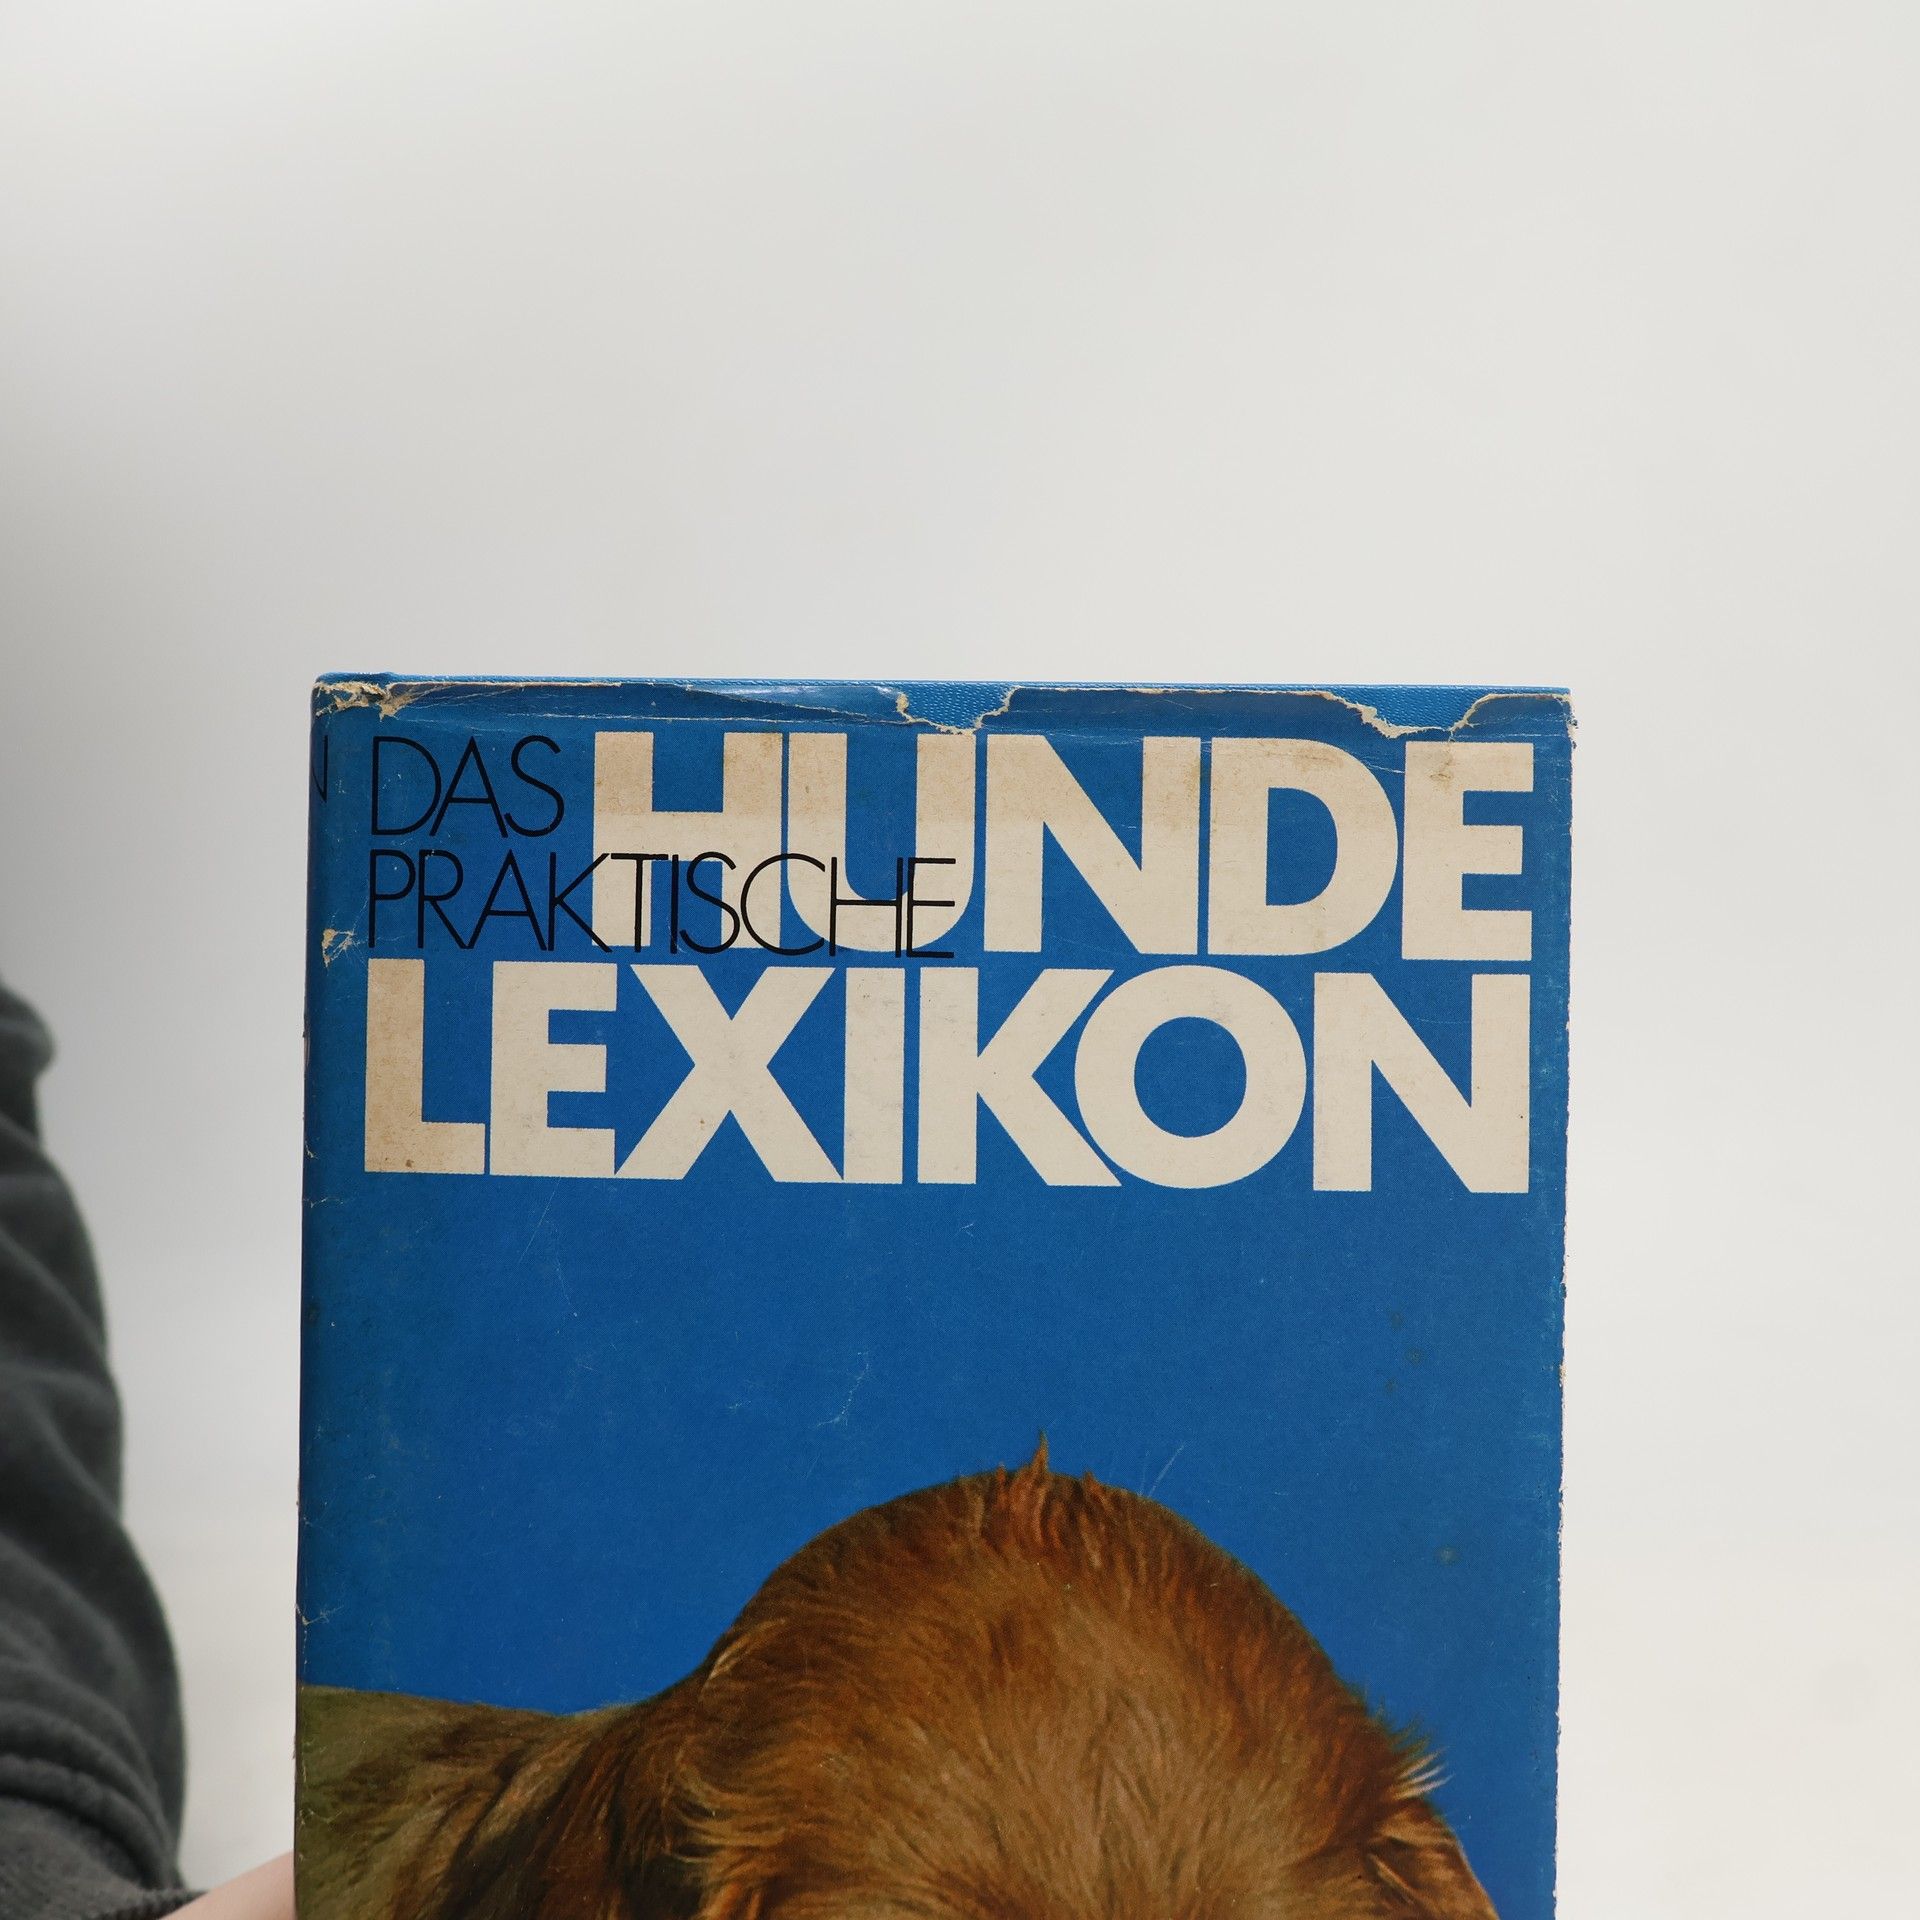 DAS HUNDE
PRAKTISCHE
LEXIKON
N